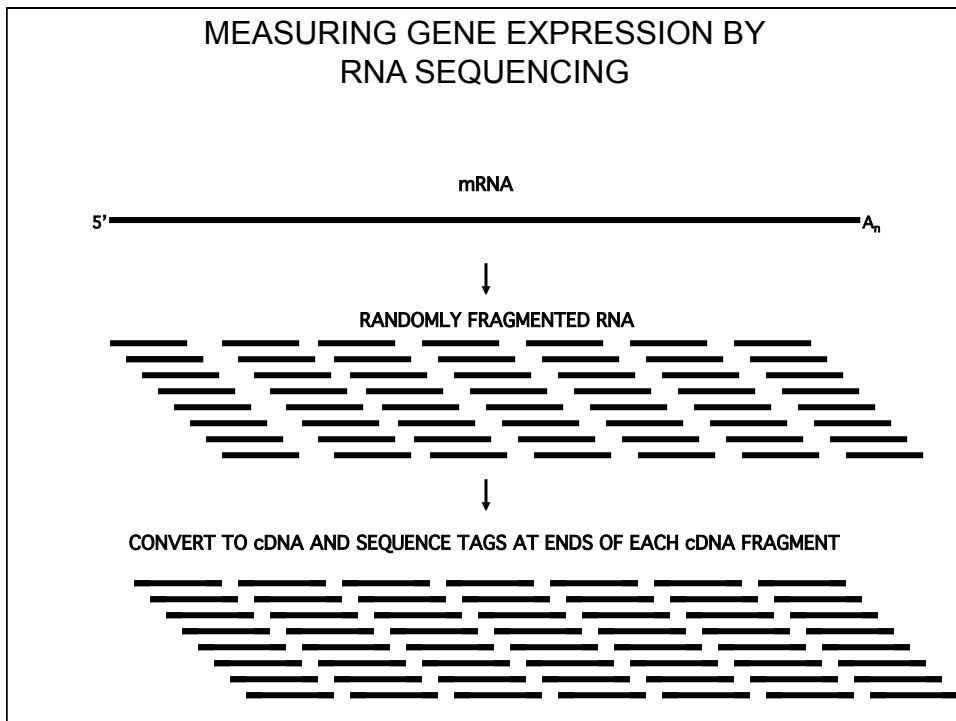 MEASURING GENE EXPRESSION BY
RNA SEQUENCING
mRNA
5' Aₙ
RANDOMLY FRAGMENTED RNA
CONVERT TO cDNA AND SEQUENCE TAGS AT ENDS OF EACH cDNA FRAGMENT